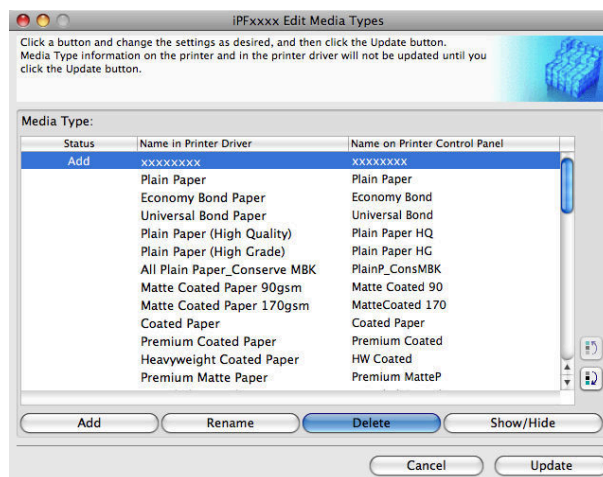 iPFxxxx Edit Media Types
Click a button and change the settings as desired, and then click the Update button.
Media Type information on the printer and in the printer driver will not be updated until you
click the Update button.
Media Type:
Status Name in Printer Driver Name on Printer Control Panel
Add xxxxxxxx xxxxxxxx
Plain Paper Plain Paper
Economy Bond Paper Economy Bond
Universal Bond Paper Universal Bond
Plain Paper (High Quality) Plain Paper HQ
Plain Paper (High Grade) Plain Paper HG
All Plain Paper_Conserve MBK PlainP_ConsMBK
Matte Coated Paper 90gsm Matte Coated 90
Matte Coated Paper 170gsm MatteCoated 170
Coated Paper Coated Paper
Premium Coated Paper Premium Coated
Heavyweight Coated Paper HW Coated
Premium Matte Paper Premium MatteP
Add Rename Delete Show/Hide
Cancel Update